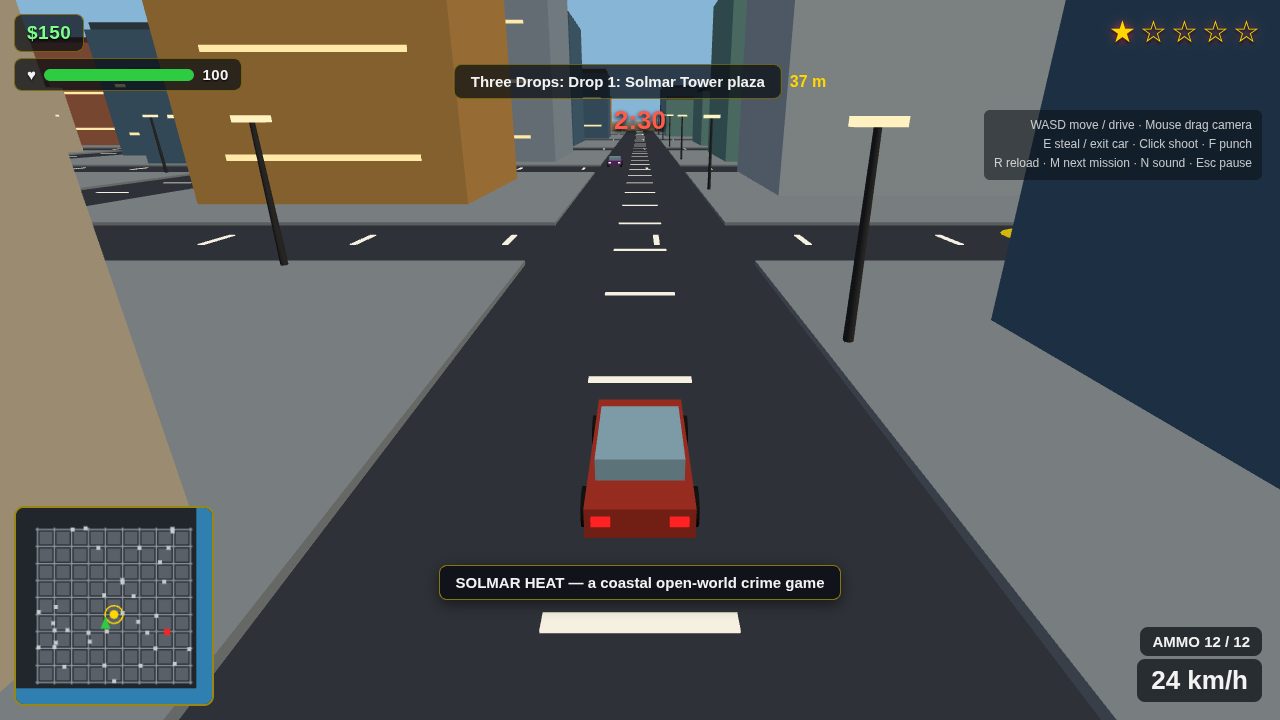 $150
♥ 100
Three Drops: Drop 1: Solmar Tower plaza 37 m
2:30
★☆☆☆☆
WASD move / drive · Mouse drag camera
E steal / exit car · Click shoot · F punch
R reload · M next mission · N sound · Esc pause
SOLMAR HEAT — a coastal open-world crime game
AMMO 12 / 12
24 km/h